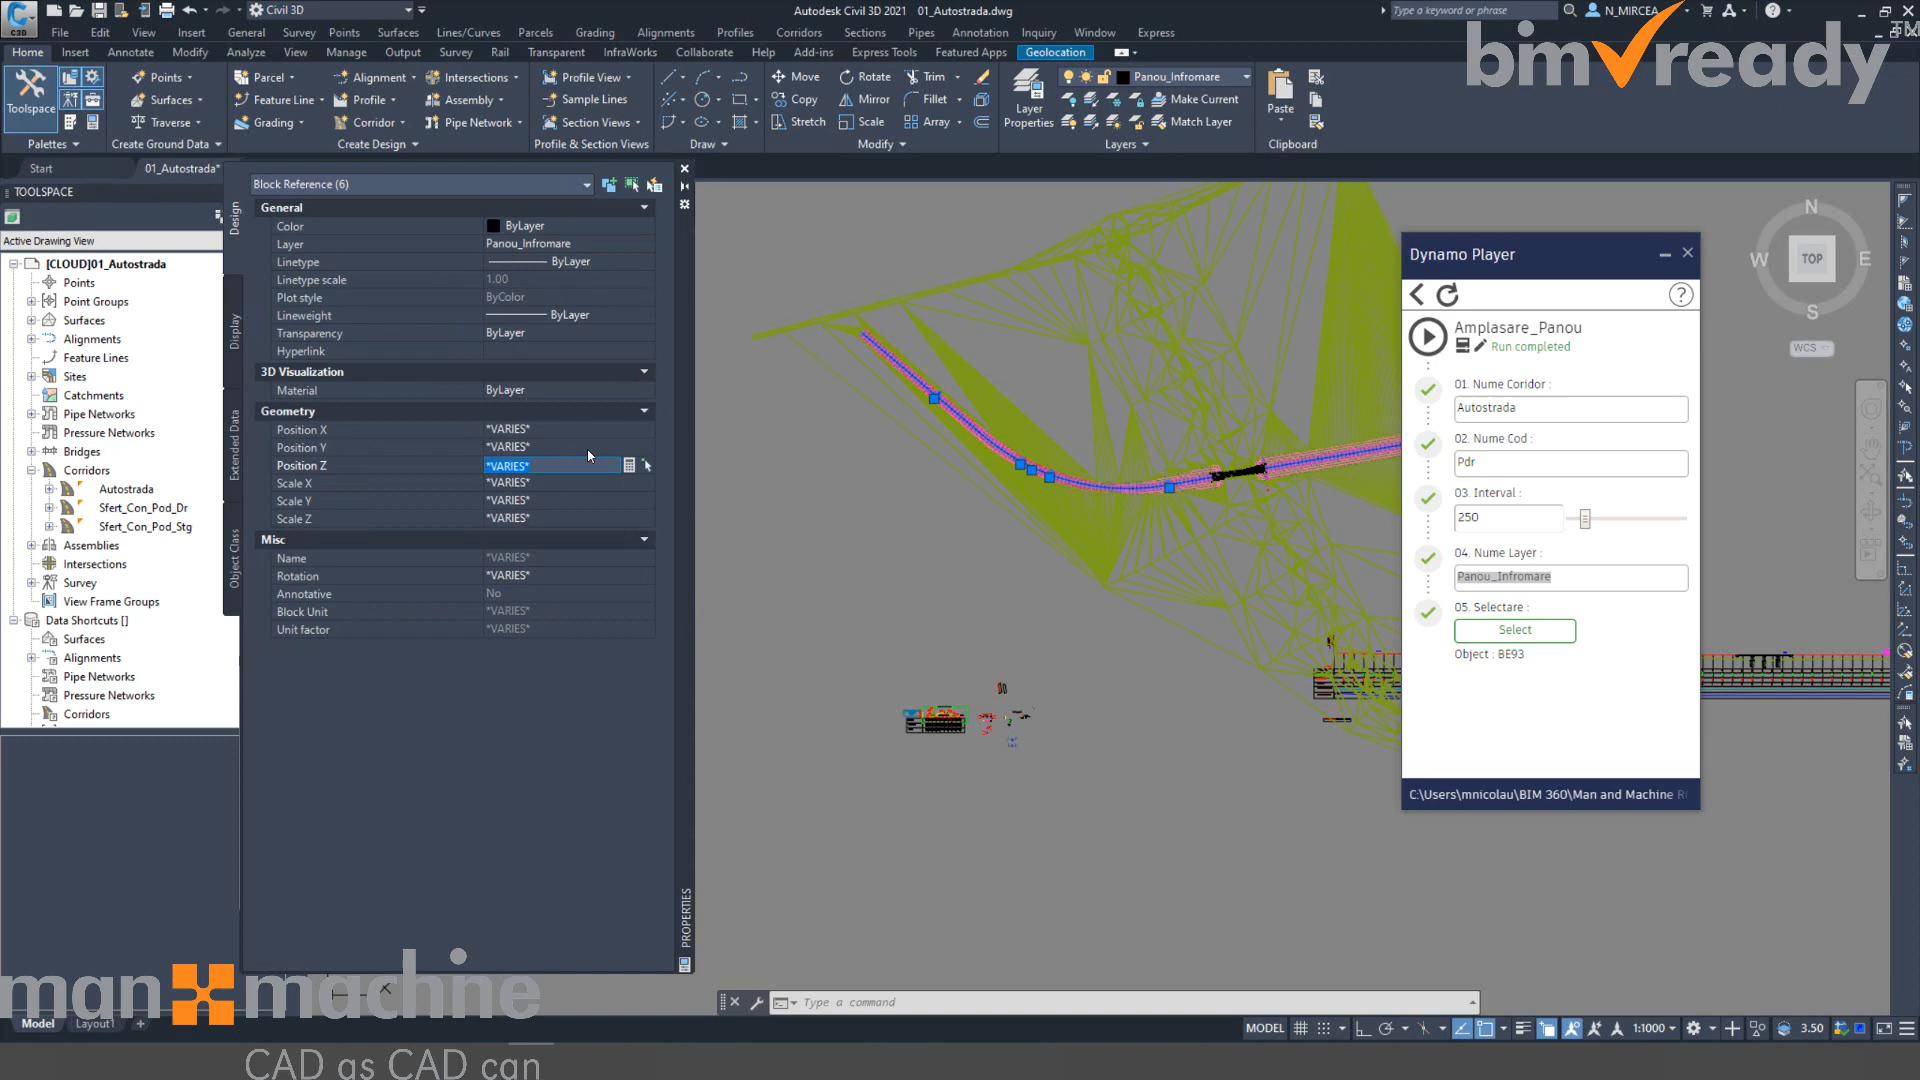 Civil 3D
Autodesk Civil 3D 2021 01_Autostrada.dwg
Type a keyword or phrase
N_MIRCEA
File Edit View Insert General Survey Points Surfaces Lines/Curves Parcels Grading Alignments Profiles Corridors Sections Pipes Annotation Inquiry Window Express
Home Insert Annotate Modify Analyze View Manage Output Survey Rail Transparent InfraWorks Collaborate Help Add-ins Express Tools Featured Apps Geolocation
bim ready
Toolspace
Points
Surfaces
Traverse
Parcel
Feature Line
Grading
Alignment
Profile
Corridor
Intersections
Assembly
Pipe Network
Profile View
Sample Lines
Section Views
Move
Copy
Stretch
Rotate
Mirror
Scale
Trim
Fillet
Array
Layer
Properties
Panou_Infromare
Make Current
Match Layer
Paste
Palettes Create Ground Data Create Design Profile & Section Views Draw Modify Layers Clipboard
Start 01_Autostrada*
TOOLSPACE
Active Drawing View
[CLOUD]01_Autostrada
Points
Point Groups
Surfaces
Alignments
Feature Lines
Sites
Catchments
Pipe Networks
Pressure Networks
Bridges
Corridors
Autostrada
Sfert_Con_Pod_Dr
Sfert_Con_Pod_Stg
Assemblies
Intersections
Survey
View Frame Groups
Data Shortcuts []
Surfaces
Alignments
Pipe Networks
Pressure Networks
Corridors
Design
Display
Extended Data
Object Class
Block Reference (6)
General
Color ByLayer
Layer Panou_Infromare
Linetype ByLayer
Linetype scale 1.00
Plot style ByColor
Lineweight ByLayer
Transparency ByLayer
Hyperlink
3D Visualization
Material ByLayer
Geometry
Position X *VARIES*
Position Y *VARIES*
Position Z *VARIES*
Scale X *VARIES*
Scale Y *VARIES*
Scale Z *VARIES*
Misc
Name *VARIES*
Rotation *VARIES*
Annotative No
Block Unit *VARIES*
Unit factor *VARIES*
PROPERTIES
N
W TOP E
S
WCS
Dynamo Player
Amplasare_Panou
Run completed
01. Nume Coridor :
Autostrada
02. Nume Cod :
Pdr
03. Interval :
250
04. Nume Layer :
Panou_Infromare
05. Selectare :
Select
Object : BE93
C:\Users\mnicolau\BIM 360\Man and Machine
man machine
CAD as CAD can
Type a command
Model Layout1 +
MODEL 1:1000 3.50